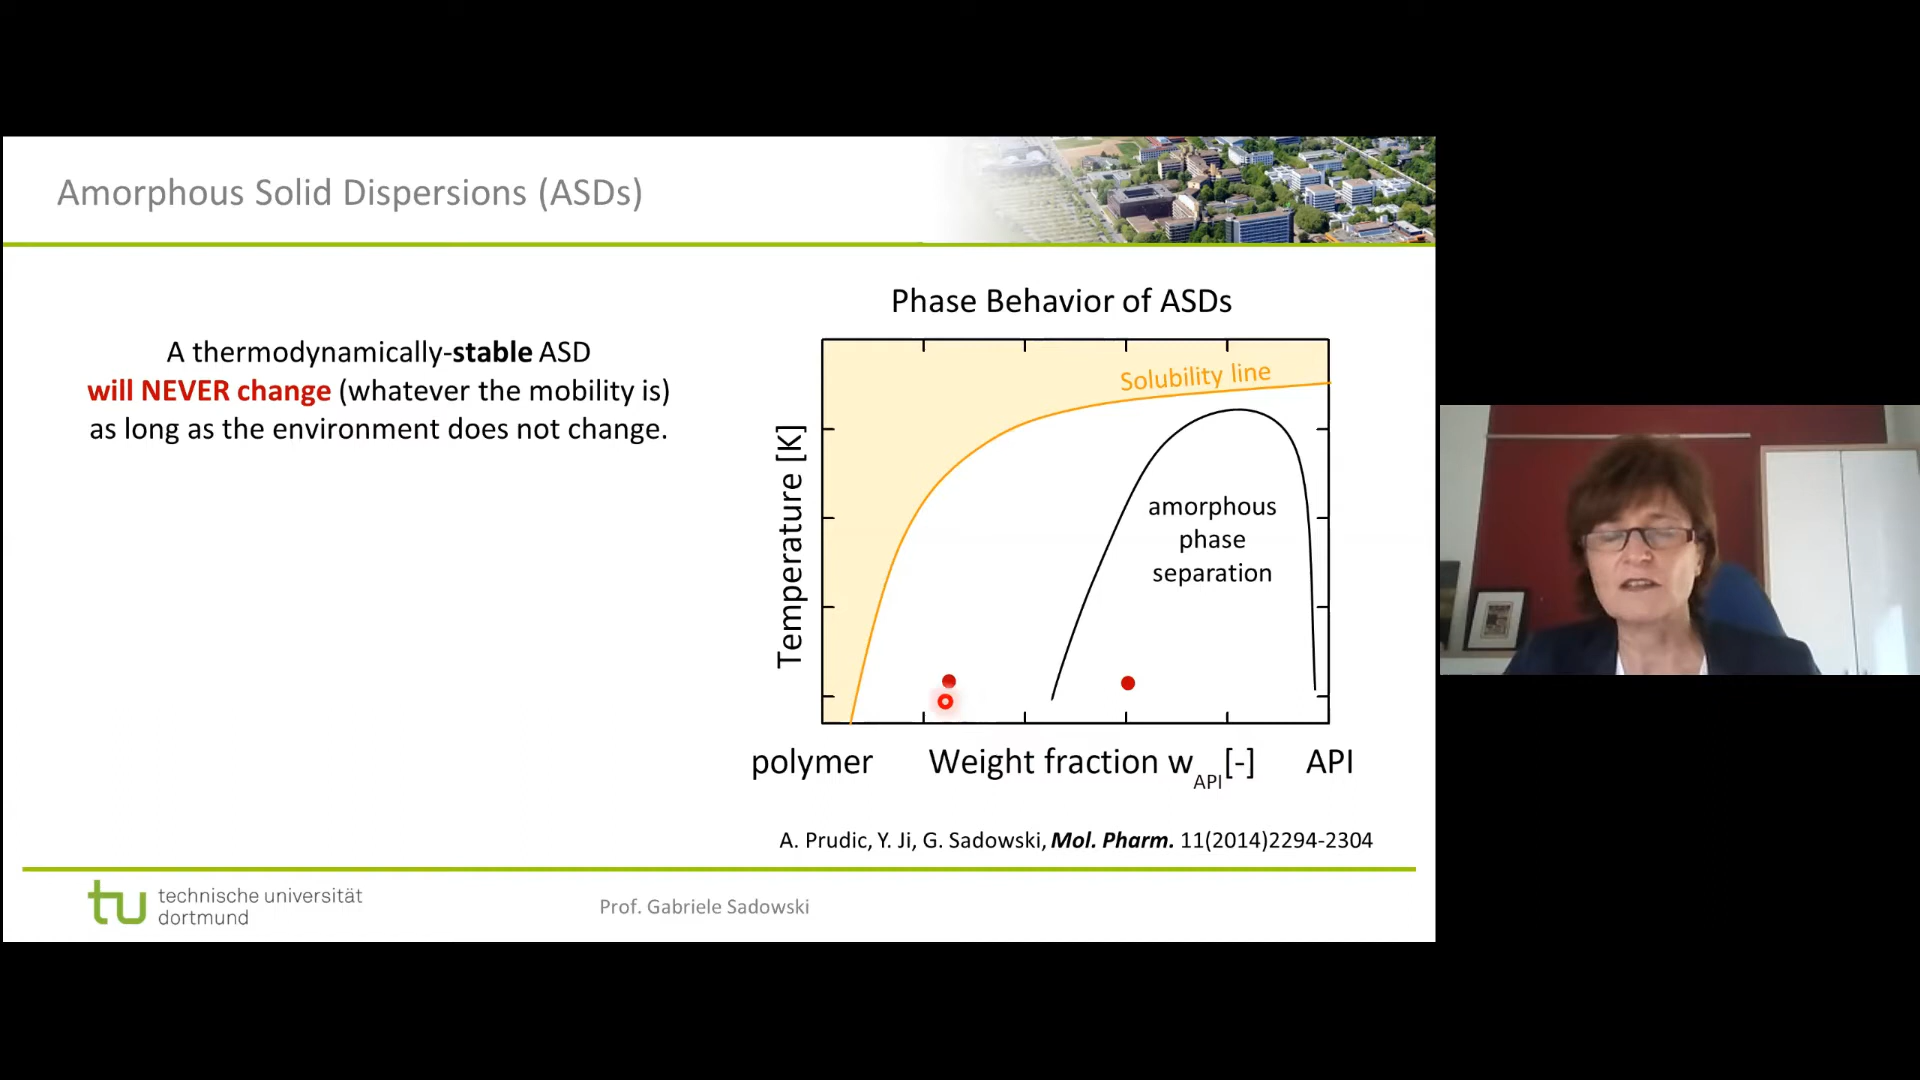 Amorphous Solid Dispersions (ASDs)
A thermodynamically-stable ASD
will NEVER change (whatever the mobility is)
as long as the environment does not change.
Phase Behavior of ASDs
Solubility line
amorphous
phase
separation
Temperature [K]
polymer
Weight fraction wAPI[-]
API
A. Prudic, Y. Ji, G. Sadowski, Mol. Pharm. 11(2014)2294-2304
tu technische universität
dortmund
Prof. Gabriele Sadowski